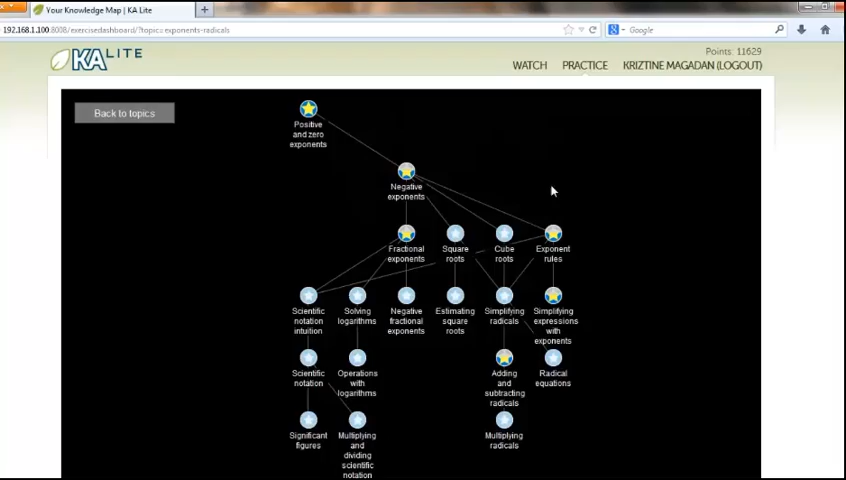 Your Knowledge Map | KA Lite
192.168.1.100:8008/exercisedashboard/?topic=exponents-radicals
Google
KA LITE
Points: 11629
WATCH PRACTICE KRIZTINE MAGADAN (LOGOUT)
Back to topics
Positive
and zero
exponents
Negative
exponents
Fractional
exponents
Square
roots
Cube
roots
Exponent
rules
Scientific
notation
intuition
Solving
logarithms
Negative
fractional
exponents
Estimating
square
roots
Simplifying
radicals
Simplifying
expressions
with
exponents
Scientific
notation
Operations
with
logarithms
Adding
and
subtracting
radicals
Radical
equations
Significant
figures
Multiplying
and
dividing
scientific
notation
Multiplying
radicals